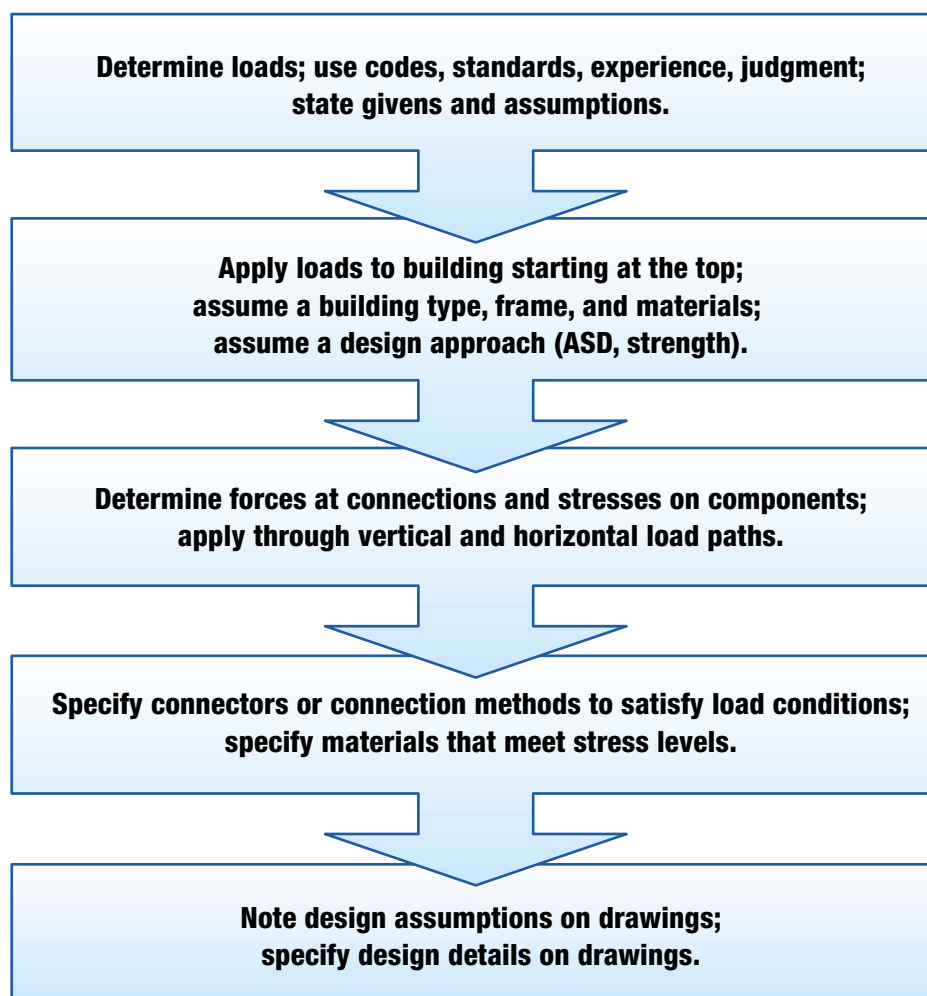 Determine loads; use codes, standards, experience, judgment;
state givens and assumptions.
Apply loads to building starting at the top;
assume a building type, frame, and materials;
assume a design approach (ASD, strength).
Determine forces at connections and stresses on components;
apply through vertical and horizontal load paths.
Specify connectors or connection methods to satisfy load conditions;
specify materials that meet stress levels.
Note design assumptions on drawings;
specify design details on drawings.